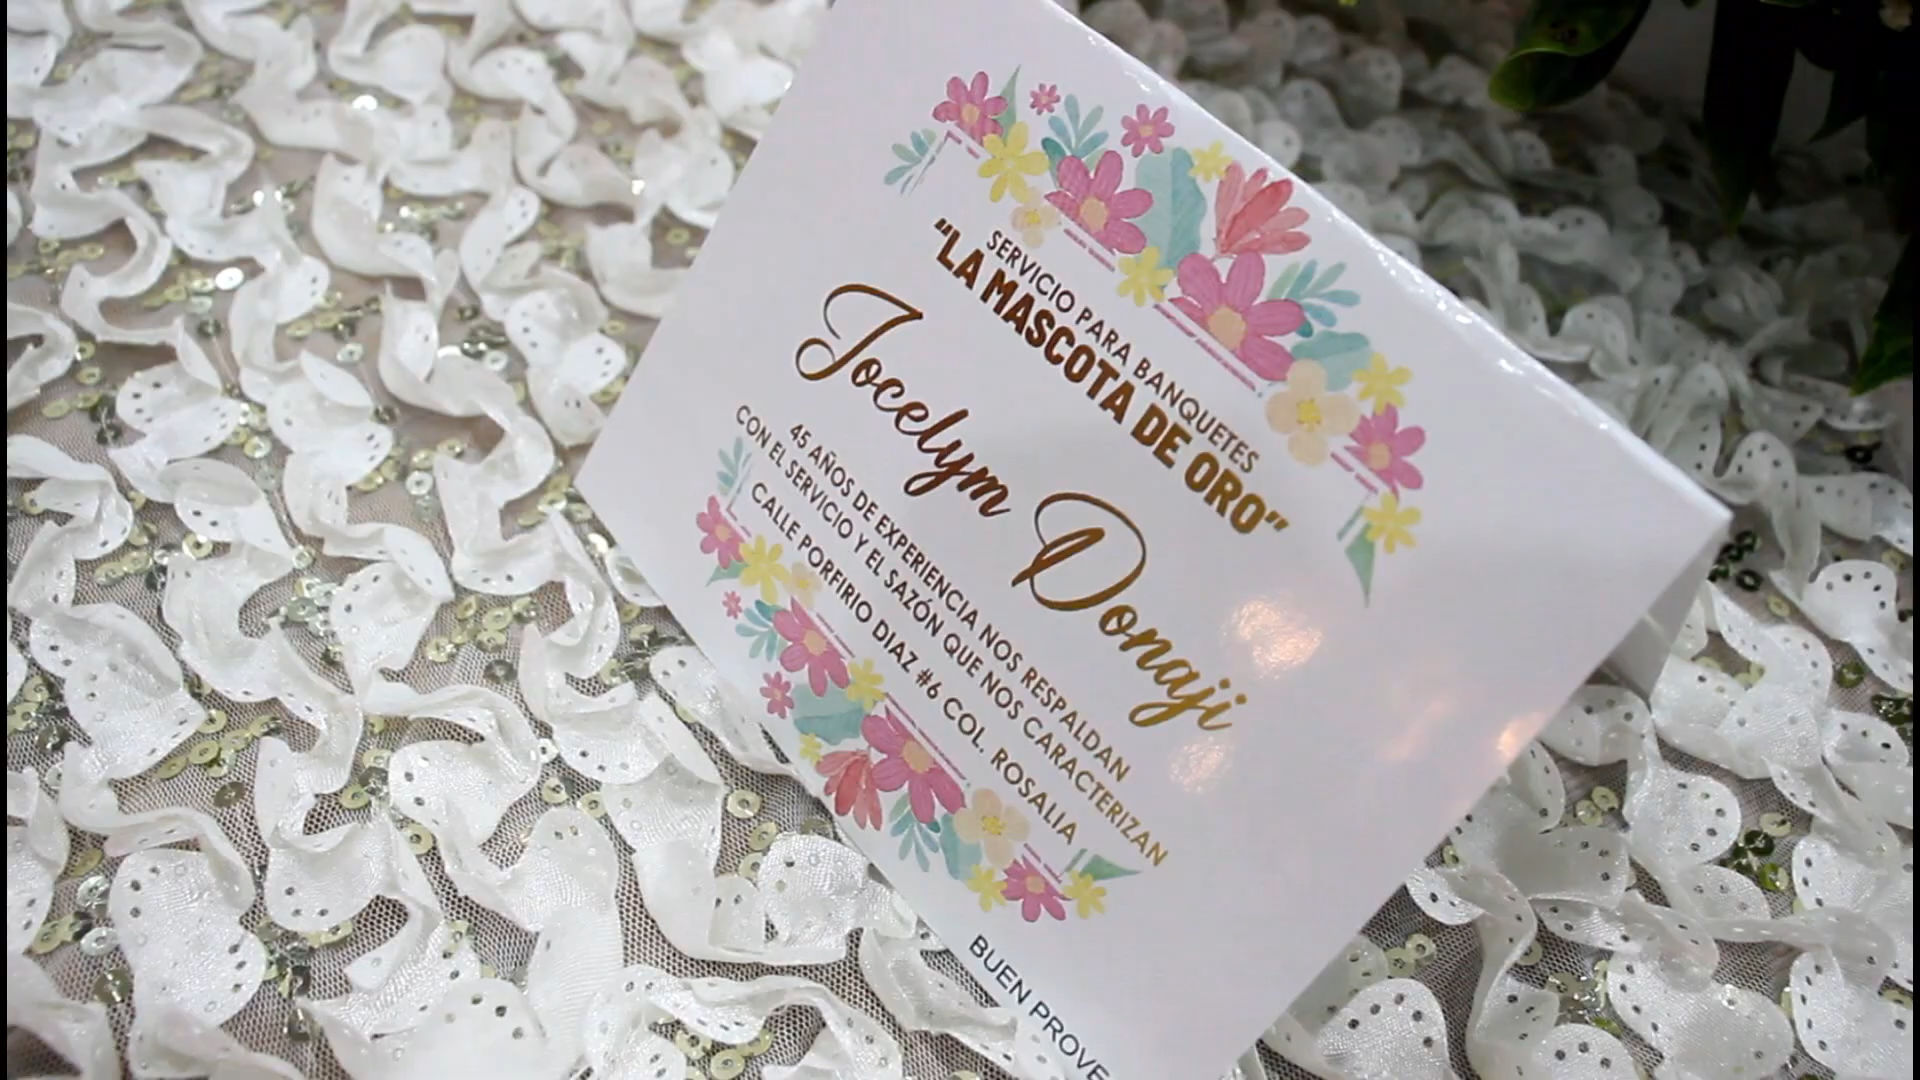 SERVICIO PARA BANQUETES
"LA MASCOTA DE ORO"
Jocelym Donaji
45 AÑOS DE EXPERIENCIA NOS RESPALDAN
CON EL SERVICIO Y EL SAZÓN QUE NOS CARACTERIZAN
CALLE PORFIRIO DIAZ #6 COL. ROSALIA
BUEN PROVE